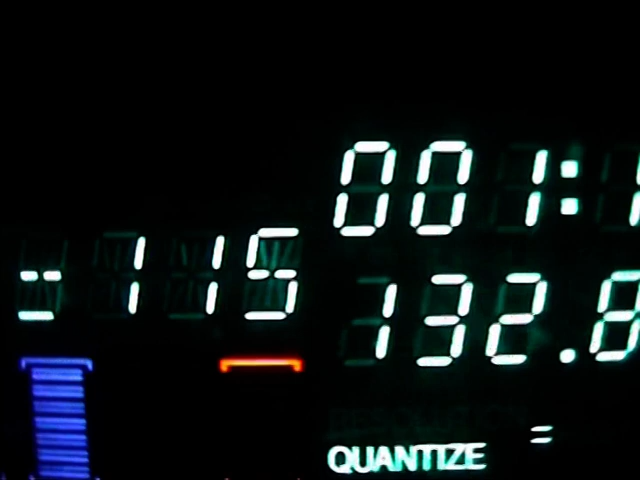 001:1
-115
132.8
=
QUANTIZE